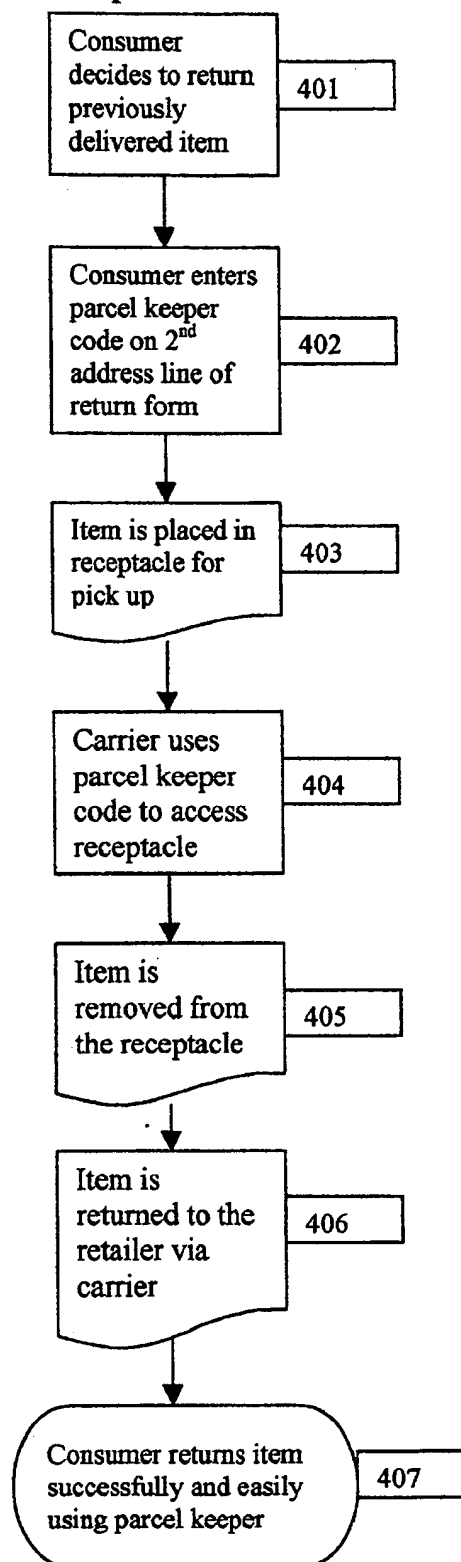 Consumer
decides to return
previously
delivered item
401
Consumer enters
parcel keeper
code on 2nd
address line of
return form
402
Item is placed in
receptacle for
pick up
403
Carrier uses
parcel keeper
code to access
receptacle
404
Item is
removed from
the receptacle
405
Item is
returned to the
retailer via
carrier
406
Consumer returns item
successfully and easily
using parcel keeper
407